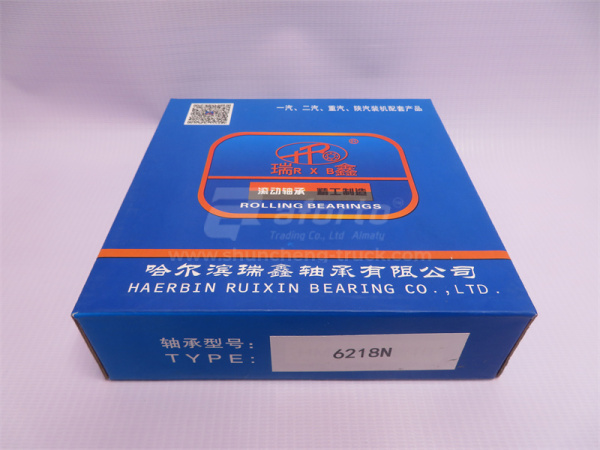 一汽、二汽、重汽、陕汽装机配套产品
HR
®
瑞RXB鑫
滚动轴承 精工制造
ROLLING BEARINGS
eforto
Trading Co., Ltd Almaty
www.shuncheng-truck.com
哈尔滨瑞鑫轴承有限公司
HAERBIN RUIXIN BEARING CO.,LTD.
轴承型号:
TYPE:
6218N